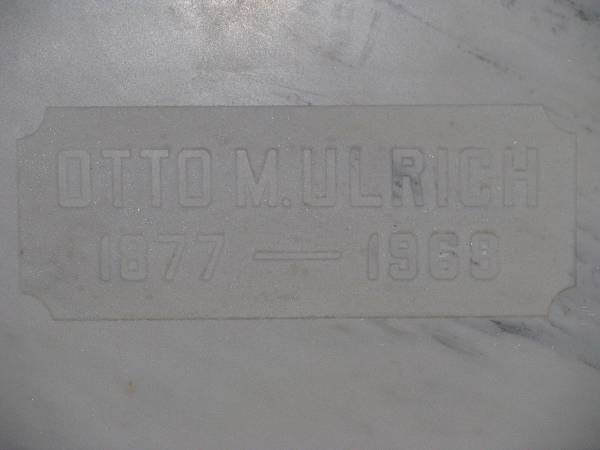 OTTO M. ULRICH
1877 — 1969